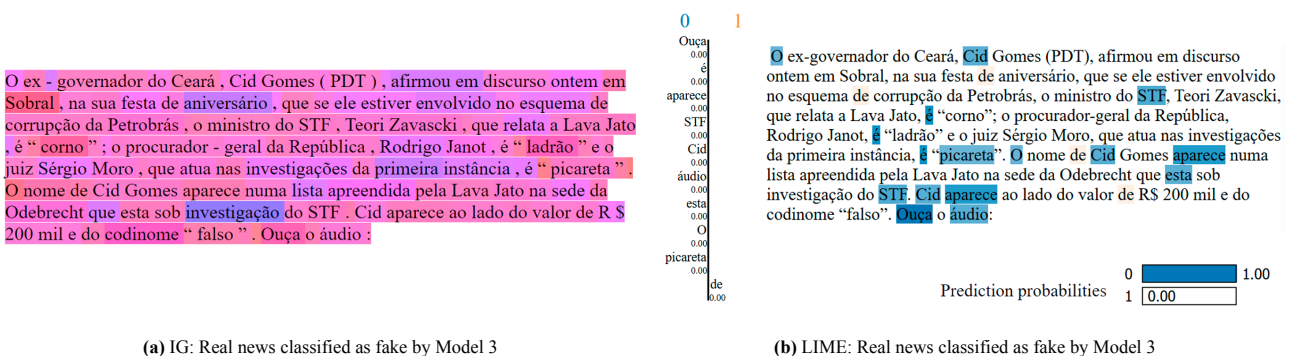 O ex - governador do Ceará , Cid Gomes ( PDT ) , afirmou em discurso ontem em
Sobral , na sua festa de aniversário , que se ele estiver envolvido no esquema de
corrupção da Petrobrás , o ministro do STF , Teori Zavascki , que relata a Lava Jato
, é “ corno ” ; o procurador - geral da República , Rodrigo Janot , é “ ladrão ” e o
juiz Sérgio Moro , que atua nas investigações da primeira instância , é “ picareta ” .
O nome de Cid Gomes aparece numa lista apreendida pela Lava Jato na sede da
Odebrecht que esta sob investigação do STF . Cid aparece ao lado do valor de R $
200 mil e do codinome “ falso ” . Ouça o áudio :
(a) IG: Real news classified as fake by Model 3
0 1
Ouça
0.00
é
0.00
aparece
0.00
STF
0.00
Cid
0.00
áudio
0.00
esta
0.00
O
0.00
picareta
0.00
de
0.00
O ex-governador do Ceará, Cid Gomes (PDT), afirmou em discurso
ontem em Sobral, na sua festa de aniversário, que se ele estiver envolvido
no esquema de corrupção da Petrobrás, o ministro do STF, Teori Zavascki,
que relata a Lava Jato, é “corno”; o procurador-geral da República,
Rodrigo Janot, é “ladrão” e o juiz Sérgio Moro, que atua nas investigações
da primeira instância, é “picareta”. O nome de Cid Gomes aparece numa
lista apreendida pela Lava Jato na sede da Odebrecht que esta sob
investigação do STF. Cid aparece ao lado do valor de R$ 200 mil e do
codinome “falso”. Ouça o áudio:
Prediction probabilities
0 1.00
1 0.00
(b) LIME: Real news classified as fake by Model 3